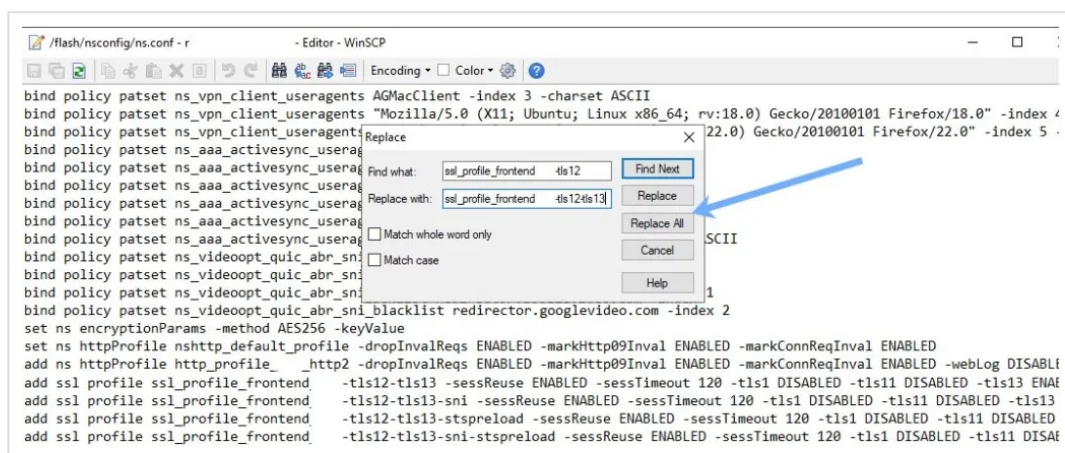 /flash/nsconfig/ns.conf - r - Editor - WinSCP
Encoding Color
bind policy patset ns_vpn_client_useragents AGMacClient -index 3 -charset ASCII
bind policy patset ns_vpn_client_useragents "Mozilla/5.0 (X11; Ubuntu; Linux x86_64; rv:18.0) Gecko/20100101 Firefox/18.0" -index 4
bind policy patset ns_vpn_client_useragents 22.0) Gecko/20100101 Firefox/22.0" -index 5 -
bind policy patset ns_aaa_activesync_userag
bind policy patset ns_aaa_activesync_userag
bind policy patset ns_aaa_activesync_userag
bind policy patset ns_aaa_activesync_userag
bind policy patset ns_aaa_activesync_userag
bind policy patset ns_aaa_activesync_userag SCII
bind policy patset ns_videoopt_quic_abr_sni
bind policy patset ns_videoopt_quic_abr_sni
bind policy patset ns_videoopt_quic_abr_sni 1
bind policy patset ns_videoopt_quic_abr_sni_blacklist redirector.googlevideo.com -index 2
set ns encryptionParams -method AES256 -keyValue
set ns httpProfile nshttp_default_profile -dropInvalReqs ENABLED -markHttp09Inval ENABLED -markConnReqInval ENABLED
add ns httpProfile http_profile_ _http2 -dropInvalReqs ENABLED -markHttp09Inval ENABLED -markConnReqInval ENABLED -webLog DISABLE
add ssl profile ssl_profile_frontend -tls12-tls13 -sessReuse ENABLED -sessTimeout 120 -tls1 DISABLED -tls11 DISABLED -tls13 ENAB
add ssl profile ssl_profile_frontend -tls12-tls13-sni -sessReuse ENABLED -sessTimeout 120 -tls1 DISABLED -tls11 DISABLED -tls13
add ssl profile ssl_profile_frontend -tls12-tls13-stspreload -sessReuse ENABLED -sessTimeout 120 -tls1 DISABLED -tls11 DISABLED
add ssl profile ssl_profile_frontend -tls12-tls13-sni-stspreload -sessReuse ENABLED -sessTimeout 120 -tls1 DISABLED -tls11 DISAB
Replace
Find what: ssl_profile_frontend -tls12 Find Next
Replace with: ssl_profile_frontend -tls12-tls13 Replace
Replace All
Match whole word only
Cancel
Match case
Help